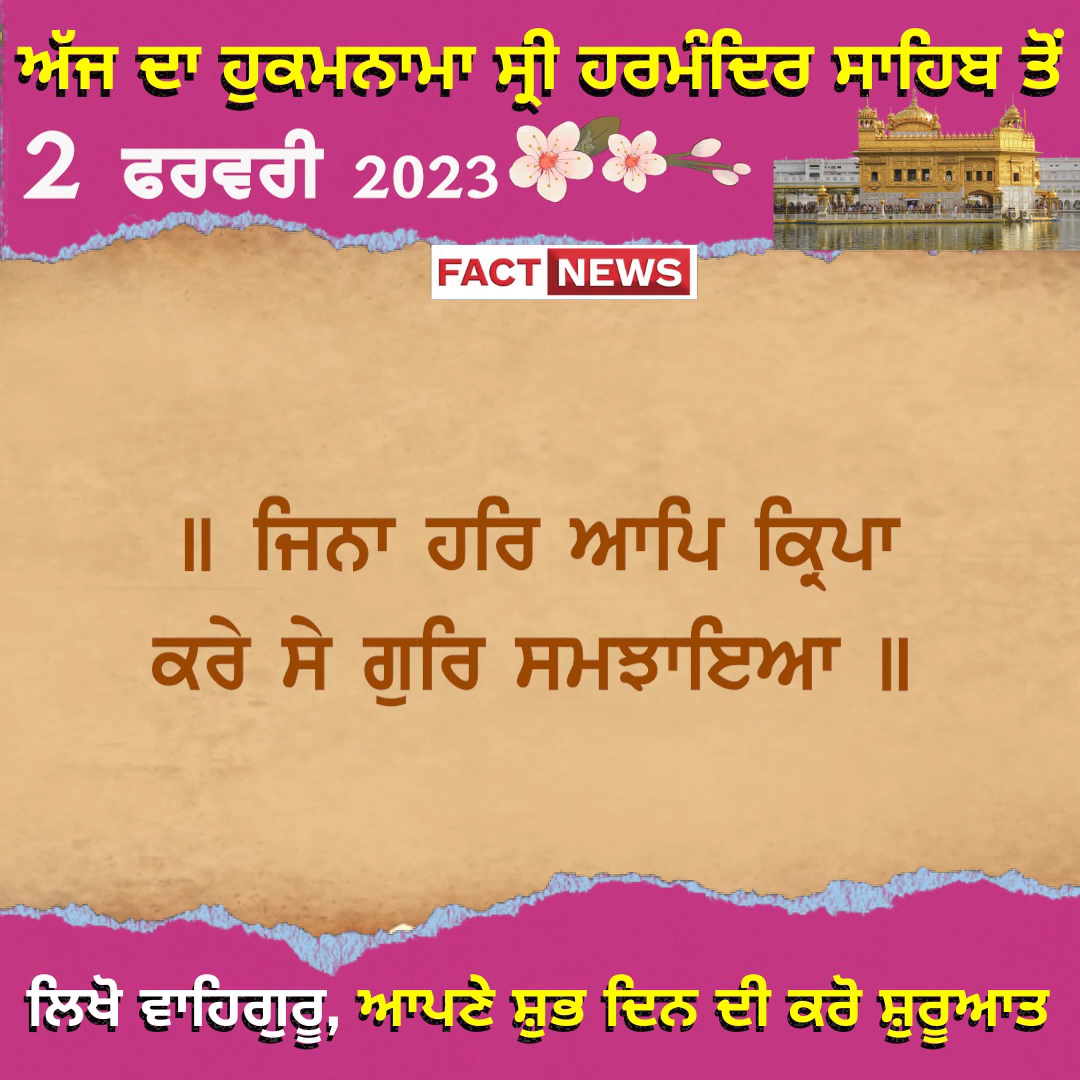 ਅੱਜ ਦਾ ਹੁਕਮਨਾਮਾ ਸ੍ਰੀ ਹਰਮੰਦਿਰ ਸਾਹਿਬ ਤੋਂ
2 ਫਰਵਰੀ 2023
FACT NEWS
॥ ਜਿਨਾ ਹਰਿ ਆਪਿ ਕ੍ਰਿਪਾ
ਕਰੇ ਸੇ ਗੁਰਿ ਸਮਝਾਇਆ ॥
ਲਿਖੋ ਵਾਹਿਗੁਰੂ, ਆਪਣੇ ਸ਼ੁਭ ਦਿਨ ਦੀ ਕਰੋ ਸ਼ੁਰੂਆਤ